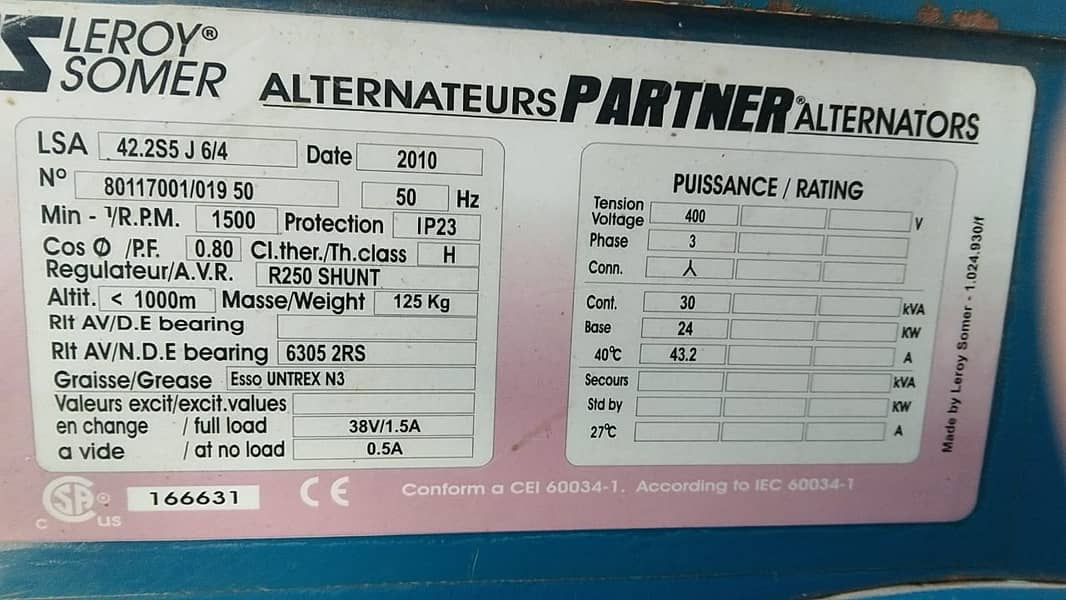 LEROY®
SOMER
ALTERNATEURS PARTNER® ALTERNATORS
LSA 42.2S5 J 6/4 Date 2010
N° 80117001/019 50 50 Hz
Min - 1/R.P.M. 1500 Protection IP23
Cos Ø /P.F. 0.80 Cl.ther./Th.class H
Regulateur/A.V.R. R250 SHUNT
Altit. < 1000m Masse/Weight 125 Kg
Rlt AV/D.E bearing
Rlt AV/N.D.E bearing 6305 2RS
Graisse/Grease Esso UNTREX N3
Valeurs excit/excit.values
en change / full load 38V/1.5A
a vide / at no load 0.5A
PUISSANCE / RATING
Tension
Voltage 400 V
Phase 3
Conn.
Cont. 30 kVA
Base 24 KW
40°C 43.2 A
Secours kVA
Std by KW
27°C A
Made by Leroy Somer - 1.024.930/f
SA®
c us
166631 CE Conform a CEI 60034-1. According to IEC 60034-1